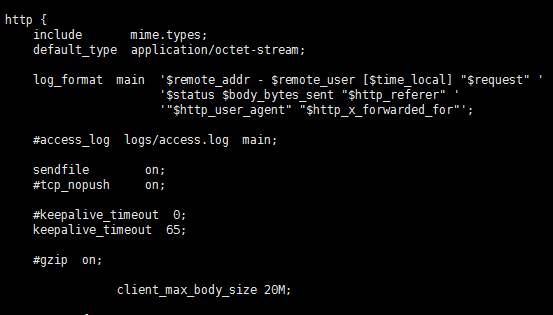 http {
    include       mime.types;
    default_type  application/octet-stream;
    log_format  main  '$remote_addr - $remote_user [$time_local] "$request" '
                      '$status $body_bytes_sent "$http_referer" '
                      '"$http_user_agent" "$http_x_forwarded_for"';
    #access_log  logs/access.log  main;
    sendfile        on;
    #tcp_nopush     on;
    #keepalive_timeout  0;
    keepalive_timeout  65;
    #gzip  on;
                client_max_body_size 20M;